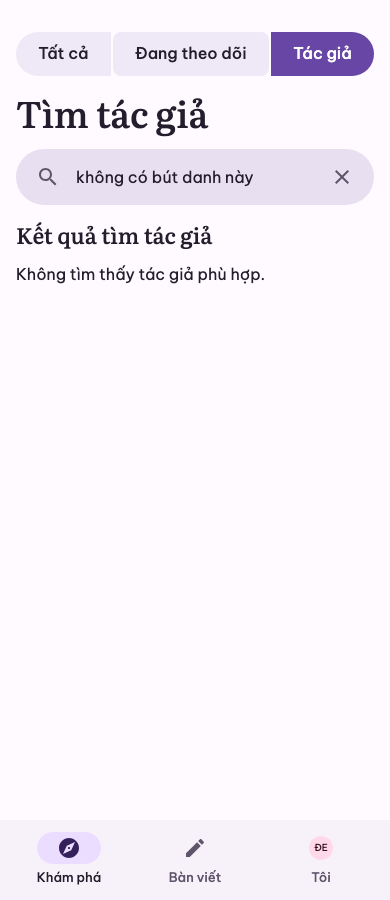 Tất cả
Đang theo dõi
Tác giả
Tìm tác giả
không có bút danh này
Kết quả tìm tác giả
Không tìm thấy tác giả phù hợp.
ĐE
Khám phá
Bàn viết
Tôi